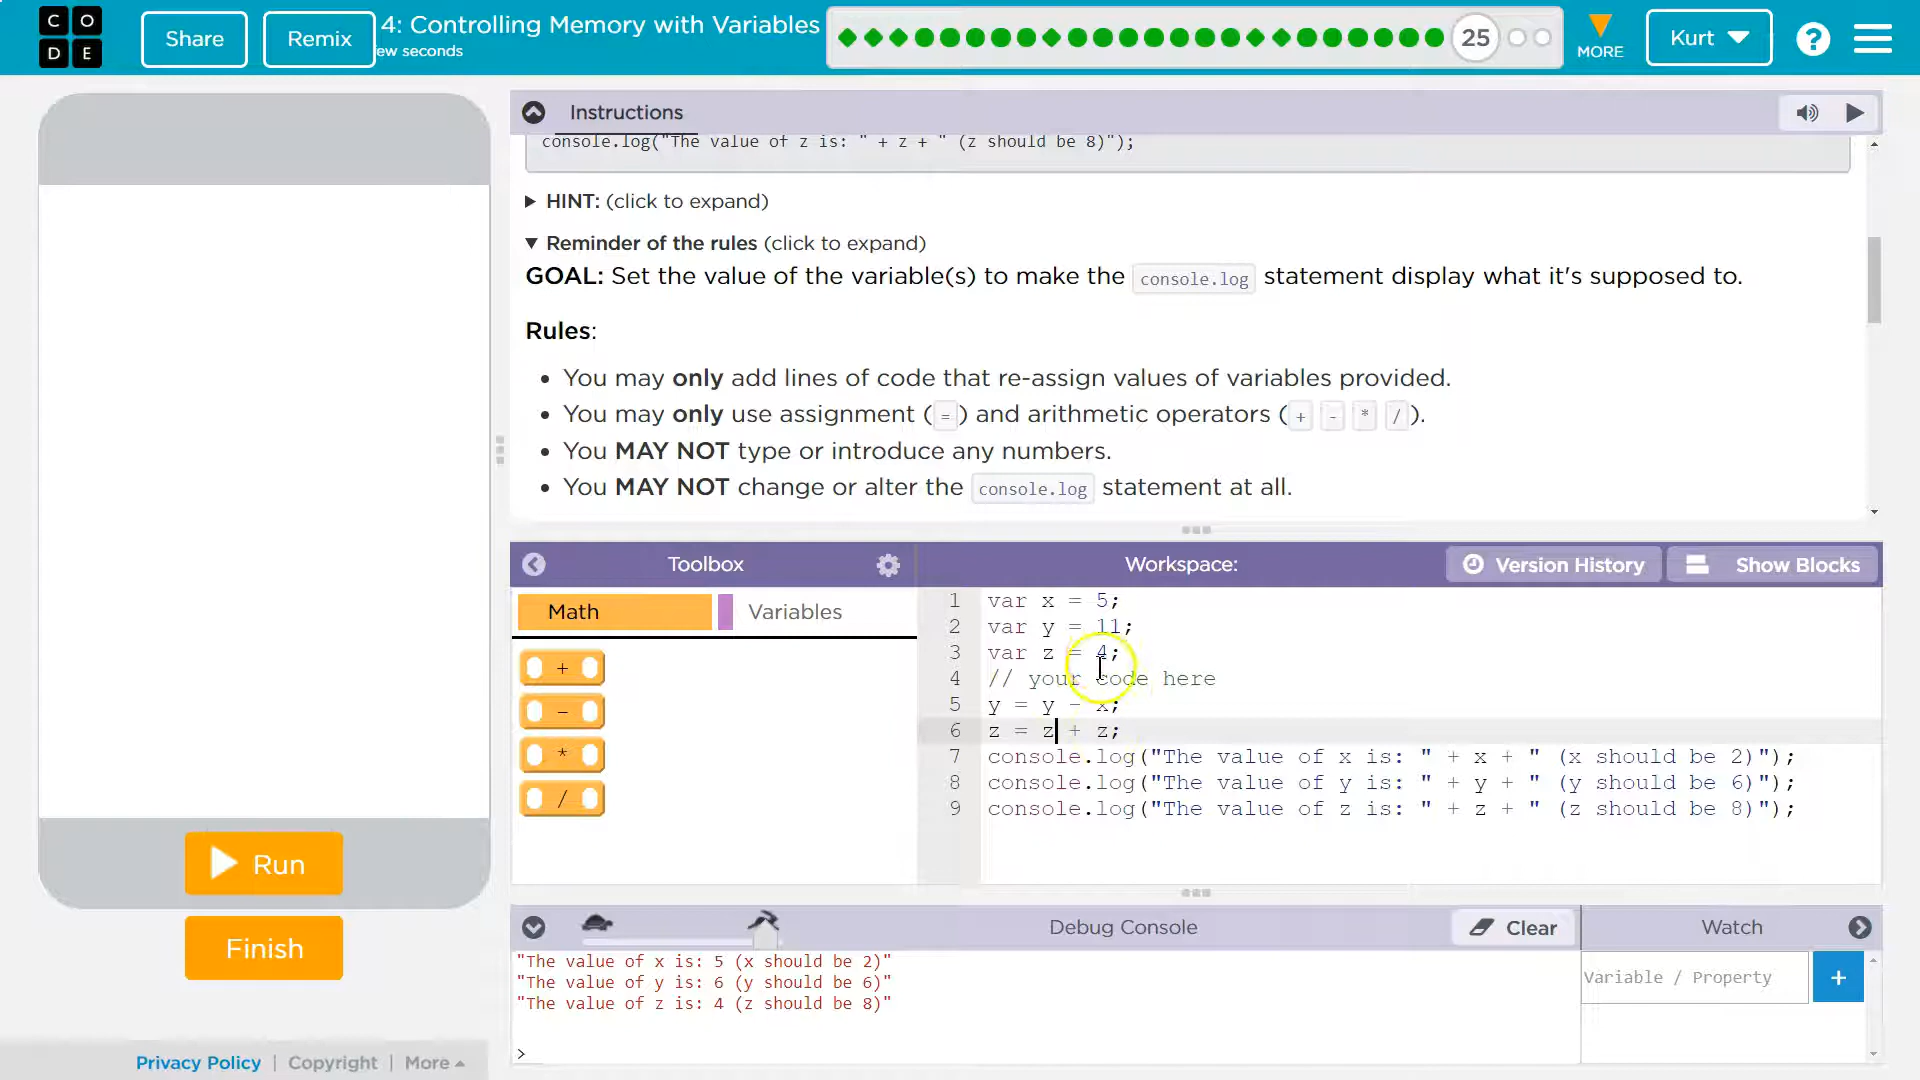 C O
D E
Share
Remix
4: Controlling Memory with Variables
few seconds
25
MORE
Kurt
?
Instructions
console.log("The value of z is: " + z + " (z should be 8)");
HINT: (click to expand)
Reminder of the rules (click to expand)
GOAL: Set the value of the variable(s) to make the console.log statement display what it's supposed to.
Rules:
You may only add lines of code that re-assign values of variables provided.
You may only use assignment ( = ) and arithmetic operators ( + - * / ).
You MAY NOT type or introduce any numbers.
You MAY NOT change or alter the console.log statement at all.
Toolbox
Workspace:
Version History
Show Blocks
Math
Variables
+
-
*
/
1 var x = 5;
2 var y = 11;
3 var z = 4;
4 // your code here
5 y = y - x;
6 z = z + z;
7 console.log("The value of x is: " + x + " (x should be 2)");
8 console.log("The value of y is: " + y + " (y should be 6)");
9 console.log("The value of z is: " + z + " (z should be 8)");
Run
Finish
Debug Console
Clear
Watch
"The value of x is: 5 (x should be 2)"
"The value of y is: 6 (y should be 6)"
"The value of z is: 4 (z should be 8)"
>
Variable / Property
+
Privacy Policy | Copyright | More